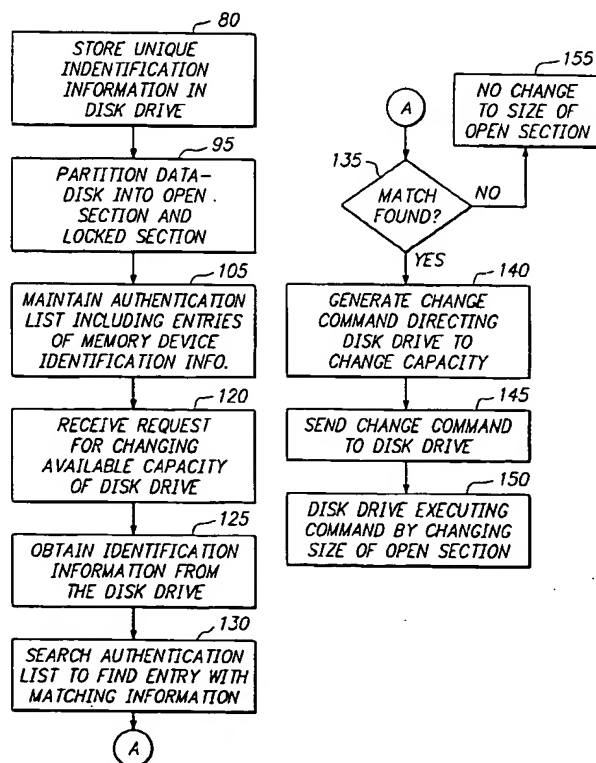 80
STORE UNIQUE
INDENTIFICATION
INFORMATION IN
DISK DRIVE
95
PARTITION DATA-
DISK INTO OPEN
SECTION AND
LOCKED SECTION
105
MAINTAIN AUTHENTICATION
LIST INCLUDING ENTRIES
OF MEMORY DEVICE
IDENTIFICATION INFO.
120
RECEIVE REQUEST
FOR CHANGING
AVAILABLE CAPACITY
OF DISK DRIVE
125
OBTAIN IDENTIFICATION
INFORMATION FROM
THE DISK DRIVE
130
SEARCH AUTHENTICATION
LIST TO FIND ENTRY WITH
MATCHING INFORMATION
A
A
135
MATCH
FOUND?
NO
YES
155
NO CHANGE
TO SIZE OF
OPEN SECTION
140
GENERATE CHANGE
COMMAND DIRECTING
DISK DRIVE TO
CHANGE CAPACITY
145
SEND CHANGE COMMAND
TO DISK DRIVE
150
DISK DRIVE EXECUTING
COMMAND BY CHANGING
SIZE OF OPEN SECTION